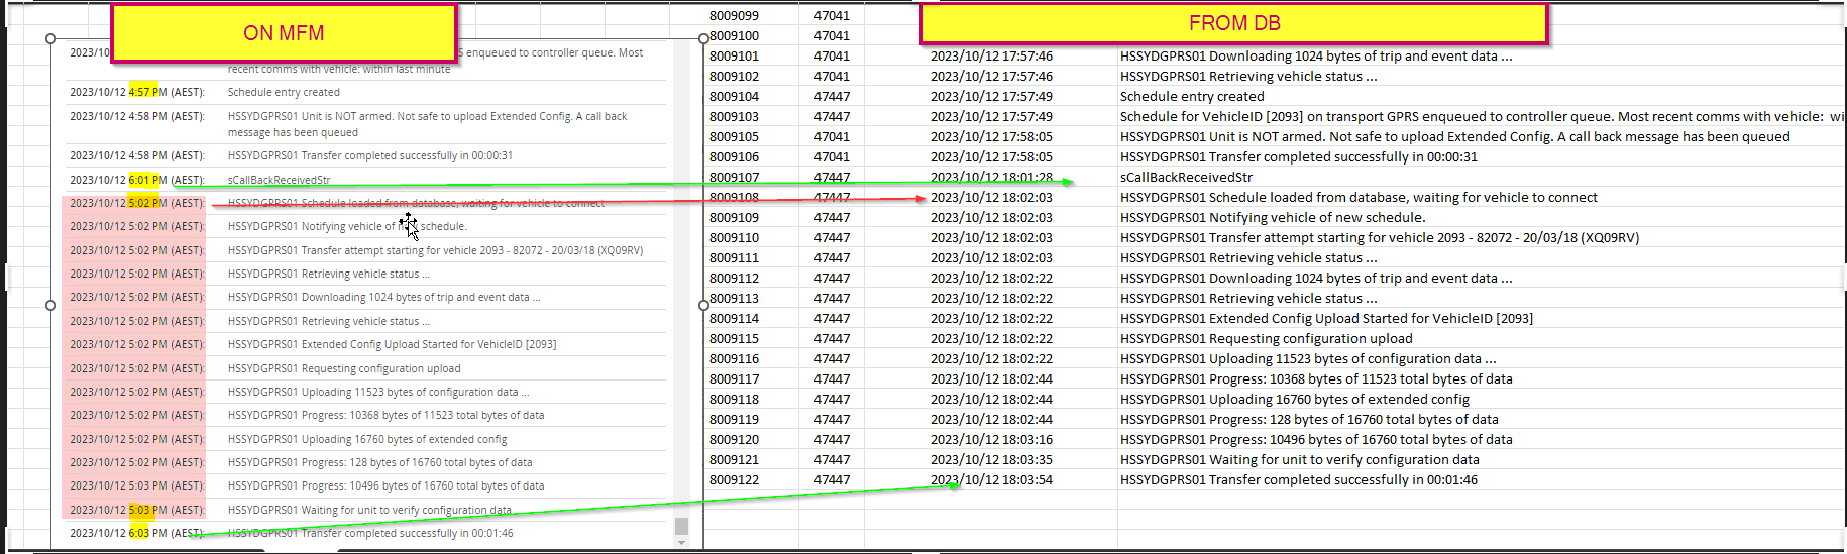 ON MFM
2023/10 S enqueued to controller queue. Most
recent comms with vehicle: within last minute
2023/10/12 4:57 PM (AEST): Schedule entry created
2023/10/12 4:58 PM (AEST): HSSYDGPRS01 Unit is NOT armed. Not safe to upload Extended Config. A call back
message has been queued
2023/10/12 4:58 PM (AEST): HSSYDGPRS01 Transfer completed successfully in 00:00:31
2023/10/12 6:01 PM (AEST): sCallBackReceivedStr
2023/10/12 5:02 PM (AEST): HSSYDGPRS01 Schedule loaded from database, waiting for vehicle to connect
2023/10/12 5:02 PM (AEST): HSSYDGPRS01 Notifying vehicle of new schedule.
2023/10/12 5:02 PM (AEST): HSSYDGPRS01 Transfer attempt starting for vehicle 2093 - 82072 - 20/03/18 (XQ09RV)
2023/10/12 5:02 PM (AEST): HSSYDGPRS01 Retrieving vehicle status ...
2023/10/12 5:02 PM (AEST): HSSYDGPRS01 Downloading 1024 bytes of trip and event data ...
2023/10/12 5:02 PM (AEST): HSSYDGPRS01 Retrieving vehicle status ...
2023/10/12 5:02 PM (AEST): HSSYDGPRS01 Extended Config Upload Started for VehicleID [2093]
2023/10/12 5:02 PM (AEST): HSSYDGPRS01 Requesting configuration upload
2023/10/12 5:02 PM (AEST): HSSYDGPRS01 Uploading 11523 bytes of configuration data ...
2023/10/12 5:02 PM (AEST): HSSYDGPRS01 Progress: 10368 bytes of 11523 total bytes of data
2023/10/12 5:02 PM (AEST): HSSYDGPRS01 Uploading 16760 bytes of extended config
2023/10/12 5:02 PM (AEST): HSSYDGPRS01 Progress: 128 bytes of 16760 total bytes of data
2023/10/12 5:03 PM (AEST): HSSYDGPRS01 Progress: 10496 bytes of 16760 total bytes of data
2023/10/12 5:03 PM (AEST): HSSYDGPRS01 Waiting for unit to verify configuration data
2023/10/12 6:03 PM (AEST): HSSYDGPRS01 Transfer completed successfully in 00:01:46
FROM DB
8009099 47041
8009100 47041
8009101 47041 2023/10/12 17:57:46 HSSYDGPRS01 Downloading 1024 bytes of trip and event data ...
8009102 47041 2023/10/12 17:57:46 HSSYDGPRS01 Retrieving vehicle status ...
8009104 47447 2023/10/12 17:57:49 Schedule entry created
8009103 47447 2023/10/12 17:57:49 Schedule for VehicleID [2093] on transport GPRS enqueued to controller queue. Most recent comms with vehicle: wi
8009105 47041 2023/10/12 17:58:05 HSSYDGPRS01 Unit is NOT armed. Not safe to upload Extended Config. A call back message has been queued
8009106 47041 2023/10/12 17:58:05 HSSYDGPRS01 Transfer completed successfully in 00:00:31
8009107 47447 2023/10/12 18:01:28 sCallBackReceivedStr
8009108 47447 2023/10/12 18:02:03 HSSYDGPRS01 Schedule loaded from database, waiting for vehicle to connect
8009109 47447 2023/10/12 18:02:03 HSSYDGPRS01 Notifying vehicle of new schedule.
8009110 47447 2023/10/12 18:02:03 HSSYDGPRS01 Transfer attempt starting for vehicle 2093 - 82072 - 20/03/18 (XQ09RV)
8009111 47447 2023/10/12 18:02:03 HSSYDGPRS01 Retrieving vehicle status ...
8009112 47447 2023/10/12 18:02:22 HSSYDGPRS01 Downloading 1024 bytes of trip and event data ...
8009113 47447 2023/10/12 18:02:22 HSSYDGPRS01 Retrieving vehicle status ...
8009114 47447 2023/10/12 18:02:22 HSSYDGPRS01 Extended Config Upload Started for VehicleID [2093]
8009115 47447 2023/10/12 18:02:22 HSSYDGPRS01 Requesting configuration upload
8009116 47447 2023/10/12 18:02:22 HSSYDGPRS01 Uploading 11523 bytes of configuration data ...
8009117 47447 2023/10/12 18:02:44 HSSYDGPRS01 Progress: 10368 bytes of 11523 total bytes of data
8009118 47447 2023/10/12 18:02:44 HSSYDGPRS01 Uploading 16760 bytes of extended config
8009119 47447 2023/10/12 18:02:44 HSSYDGPRS01 Progress: 128 bytes of 16760 total bytes of data
8009120 47447 2023/10/12 18:03:16 HSSYDGPRS01 Progress: 10496 bytes of 16760 total bytes of data
8009121 47447 2023/10/12 18:03:35 HSSYDGPRS01 Waiting for unit to verify configuration data
8009122 47447 2023/10/12 18:03:54 HSSYDGPRS01 Transfer completed successfully in 00:01:46